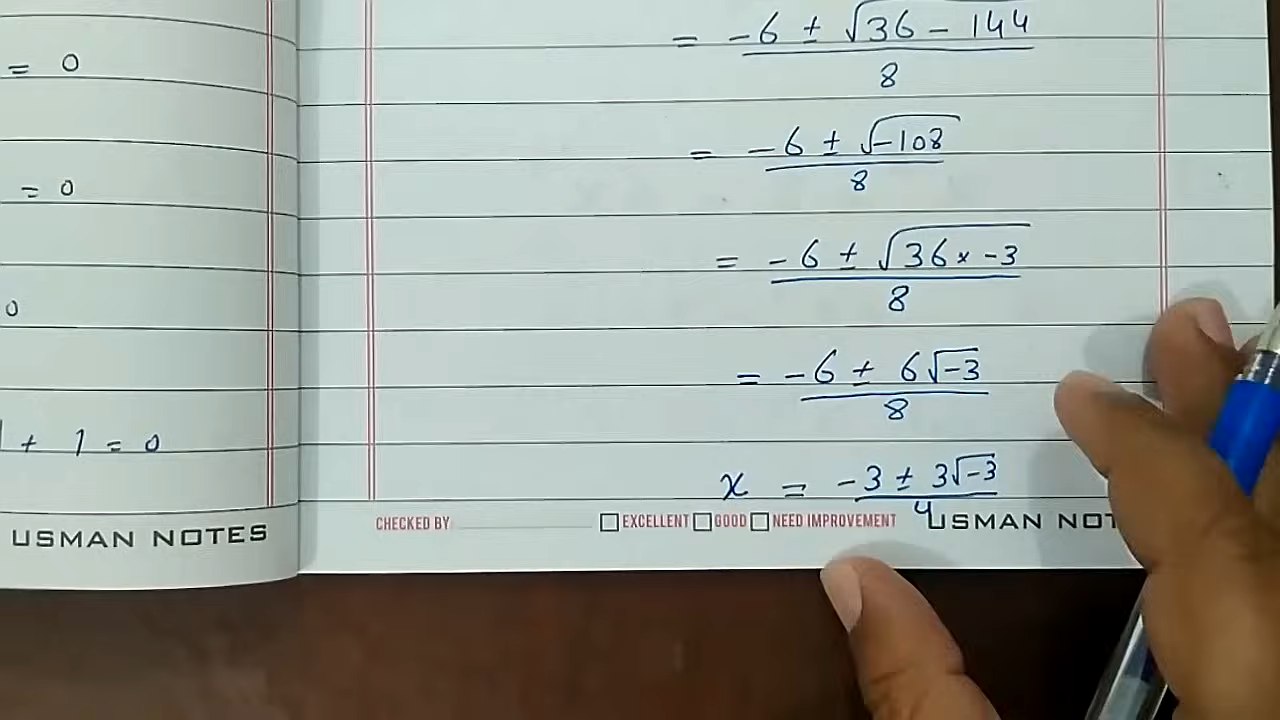 = 0
= 0
0
+ 1 = 0
USMAN NOTES
= -6 ± √36 - 144 / 8
= -6 ± √-108 / 8
= -6 ± √36 x -3 / 8
= -6 ± 6√-3 / 8
x = -3 ± 3√-3 / 4
CHECKED BY EXCELLENT GOOD NEED IMPROVEMENT USMAN NOT